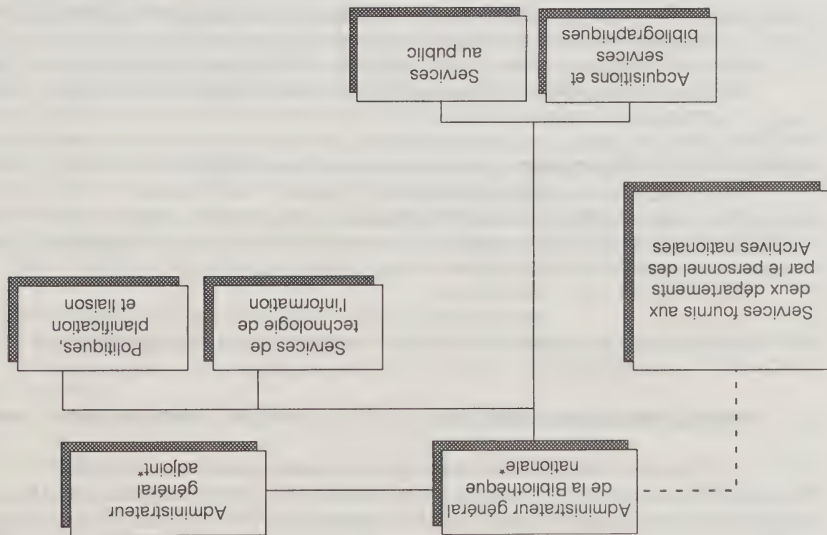 Administrateur général
de la Bibliothèque
nationale*
Administrateur
général
adjoint*
Services de
technologie de
l'information
Politiques,
planification
et liaison
Services fournis aux
deux départements
par le personnel des
Archives nationales
Acquisitions et
services
bibliographiques
Services
au public